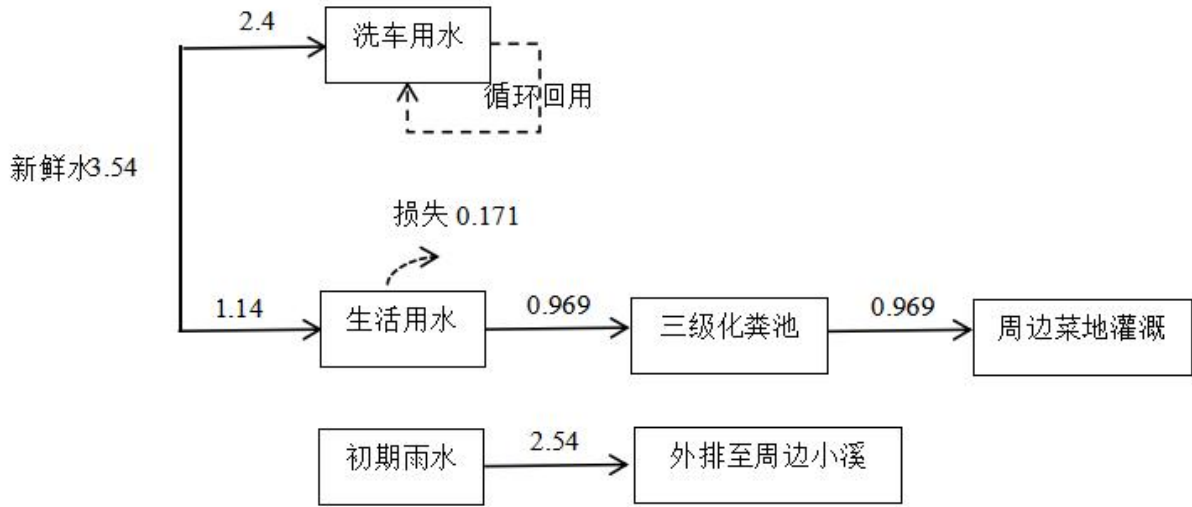 2.4
洗车用水
循环回用
新鲜水3.54
损失 0.171
1.14
生活用水
0.969
三级化粪池
0.969
周边菜地灌溉
初期雨水
2.54
外排至周边小溪